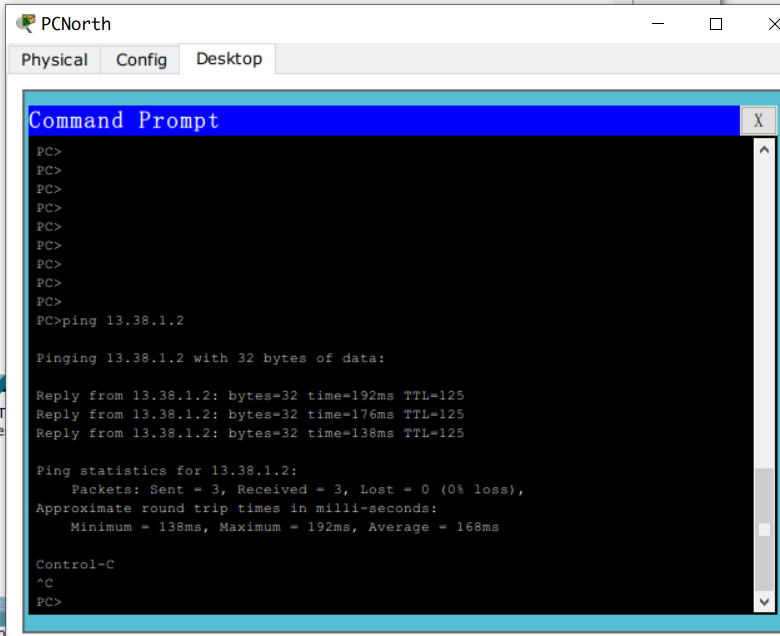 PCNorth
Physical Config Desktop
Command Prompt X
PC>
PC>
PC>
PC>
PC>
PC>
PC>
PC>
PC>
PC>ping 13.38.1.2
Pinging 13.38.1.2 with 32 bytes of data:
Reply from 13.38.1.2: bytes=32 time=192ms TTL=125
Reply from 13.38.1.2: bytes=32 time=176ms TTL=125
Reply from 13.38.1.2: bytes=32 time=138ms TTL=125
Ping statistics for 13.38.1.2:
Packets: Sent = 3, Received = 3, Lost = 0 (0% loss),
Approximate round trip times in milli-seconds:
Minimum = 138ms, Maximum = 192ms, Average = 168ms
Control-C
^C
PC>